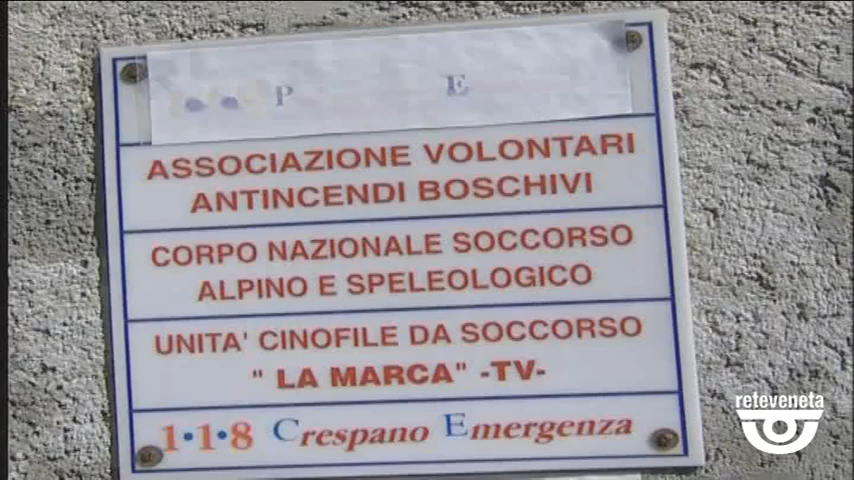 P E
ASSOCIAZIONE VOLONTARI
ANTINCENDI BOSCHIVI
CORPO NAZIONALE SOCCORSO
ALPINO E SPELEOLOGICO
UNITA' CINOFILE DA SOCCORSO
" LA MARCA" -TV-
1•1•8 Crespano Emergenza
reteveneta